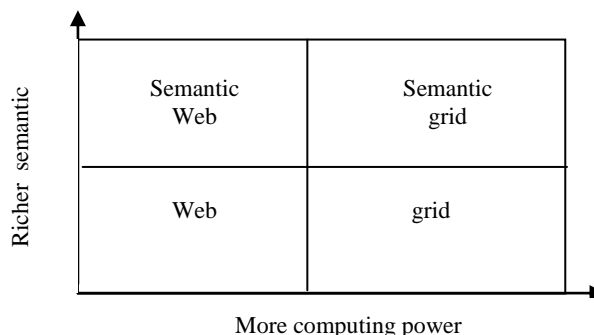 Richer semantic
Semantic
Web
Semantic
grid
Web
grid
More computing power